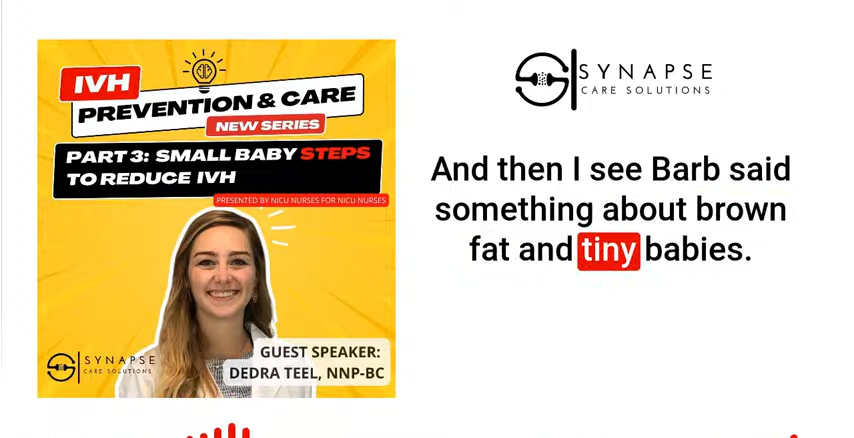 IVH
PREVENTION & CARE
NEW SERIES
PART 3: SMALL BABY STEPS
TO REDUCE IVH
PRESENTED BY NICU NURSES FOR NICU NURSES
SYNAPSE
CARE SOLUTIONS
GUEST SPEAKER:
DEDRA TEEL, NNP-BC
SYNAPSE
CARE SOLUTIONS
And then I see Barb said
something about brown
fat and tiny babies.